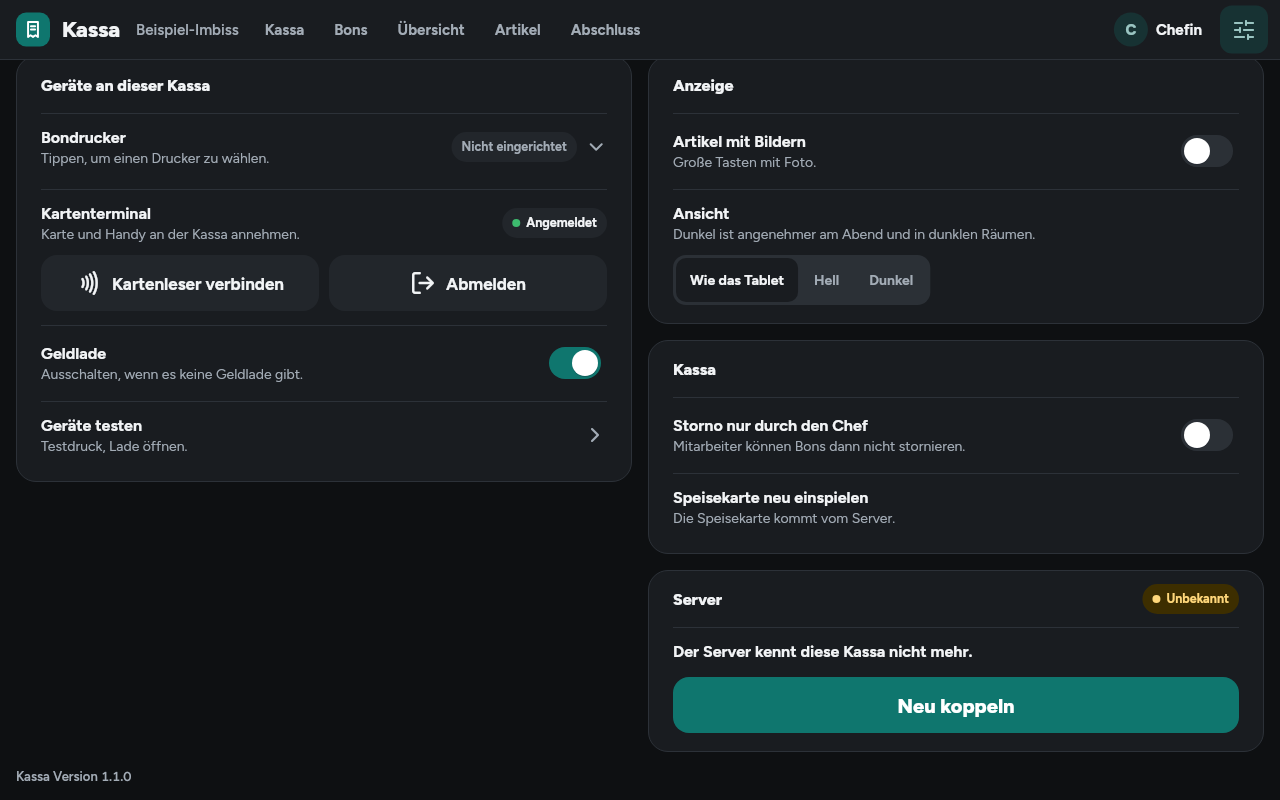 Kassa Beispiel-Imbiss Kassa Bons Übersicht Artikel Abschluss C Chefin
Geräte an dieser Kassa
Bondrucker
Tippen, um einen Drucker zu wählen.
Nicht eingerichtet
Kartenterminal
Karte und Handy an der Kassa annehmen.
Angemeldet
Kartenleser verbinden
Abmelden
Geldlade
Ausschalten, wenn es keine Geldlade gibt.
Geräte testen
Testdruck, Lade öffnen.
Anzeige
Artikel mit Bildern
Große Tasten mit Foto.
Ansicht
Dunkel ist angenehmer am Abend und in dunklen Räumen.
Wie das Tablet Hell Dunkel
Kassa
Storno nur durch den Chef
Mitarbeiter können Bons dann nicht stornieren.
Speisekarte neu einspielen
Die Speisekarte kommt vom Server.
Server
Unbekannt
Der Server kennt diese Kassa nicht mehr.
Neu koppeln
Kassa Version 1.1.0